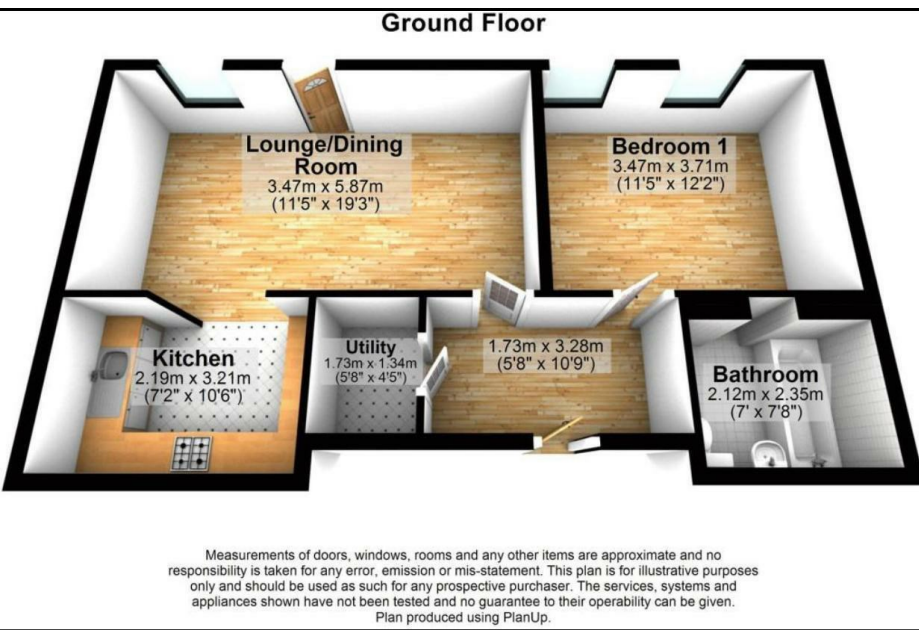 Ground Floor
Lounge/Dining
Room
3.47m x 5.87m
(11'5" x 19'3")
Bedroom 1
3.47m x 3.71m
(11'5" x 12'2")
Kitchen
2.19m x 3.21m
(7'2" x 10'6")
Utility
1.73m x 1.34m
(5'8" x 4'5")
1.73m x 3.28m
(5'8" x 10'9")
Bathroom
2.12m x 2.35m
(7' x 7'8")
Measurements of doors, windows, rooms and any other items are approximate and no
responsibility is taken for any error, emission or mis-statement. This plan is for illustrative purposes
only and should be used as such for any prospective purchaser. The services, systems and
appliances shown have not been tested and no guarantee to their operability can be given.
Plan produced using PlanUp.